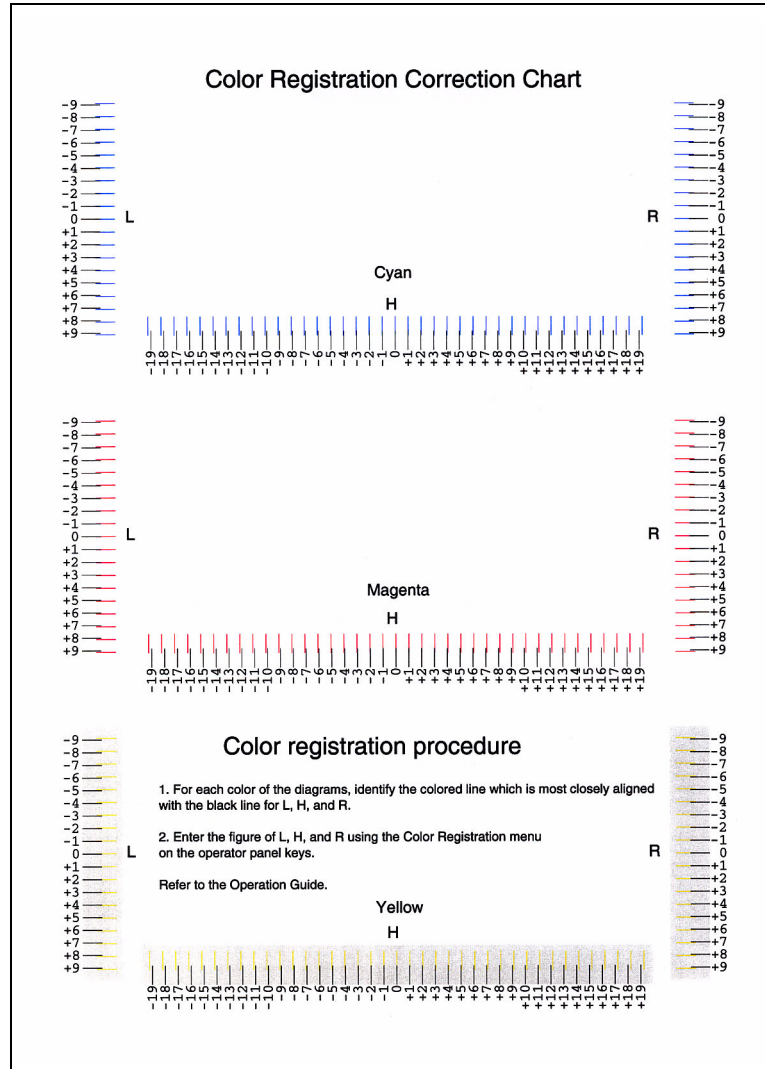 Color Registration Correction Chart
-9 -9
-8 -8
-7 -7
-6 -6
-5 -5
-4 -4
-3 -3
-2 -2
-1 -1
0 L R 0
+1 +1
+2 +2
+3 +3
+4 Cyan +4
+5 +5
+6 H +6
+7 +7
+8 +8
+9 +9
-19 -18 -17 -16 -15 -14 -13 -12 -11 -10 -9 -8 -7 -6 -5 -4 -3 -2 -1 0 +1 +2 +3 +4 +5 +6 +7 +8 +9 +10 +11 +12 +13 +14 +15 +16 +17 +18 +19
-9 -9
-8 -8
-7 -7
-6 -6
-5 -5
-4 -4
-3 -3
-2 -2
-1 -1
0 L R 0
+1 +1
+2 +2
+3 +3
+4 Magenta +4
+5 +5
+6 H +6
+7 +7
+8 +8
+9 +9
-19 -18 -17 -16 -15 -14 -13 -12 -11 -10 -9 -8 -7 -6 -5 -4 -3 -2 -1 0 +1 +2 +3 +4 +5 +6 +7 +8 +9 +10 +11 +12 +13 +14 +15 +16 +17 +18 +19
Color registration procedure
1. For each color of the diagrams, identify the colored line which is most closely aligned
with the black line for L, H, and R.
2. Enter the figure of L, H, and R using the Color Registration menu
on the operator panel keys.
Refer to the Operation Guide.
-9 -9
-8 -8
-7 -7
-6 -6
-5 -5
-4 -4
-3 -3
-2 -2
-1 -1
0 L R 0
+1 +1
+2 +2
+3 +3
+4 Yellow +4
+5 +5
+6 H +6
+7 +7
+8 +8
+9 +9
-19 -18 -17 -16 -15 -14 -13 -12 -11 -10 -9 -8 -7 -6 -5 -4 -3 -2 -1 0 +1 +2 +3 +4 +5 +6 +7 +8 +9 +10 +11 +12 +13 +14 +15 +16 +17 +18 +19